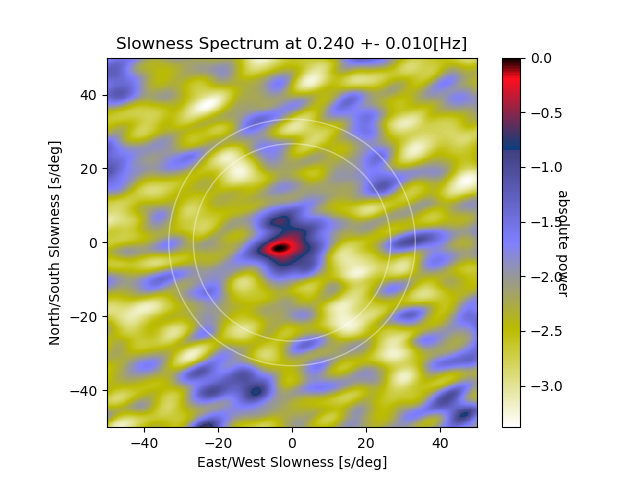 Slowness Spectrum at 0.240 +- 0.010[Hz]
North/South Slowness [s/deg]
40
20
0
−20
−40
−40 −20 0 20 40
East/West Slowness [s/deg]
0.0
−0.5
−1.0
−1.5
−2.0
−2.5
−3.0
absolute power